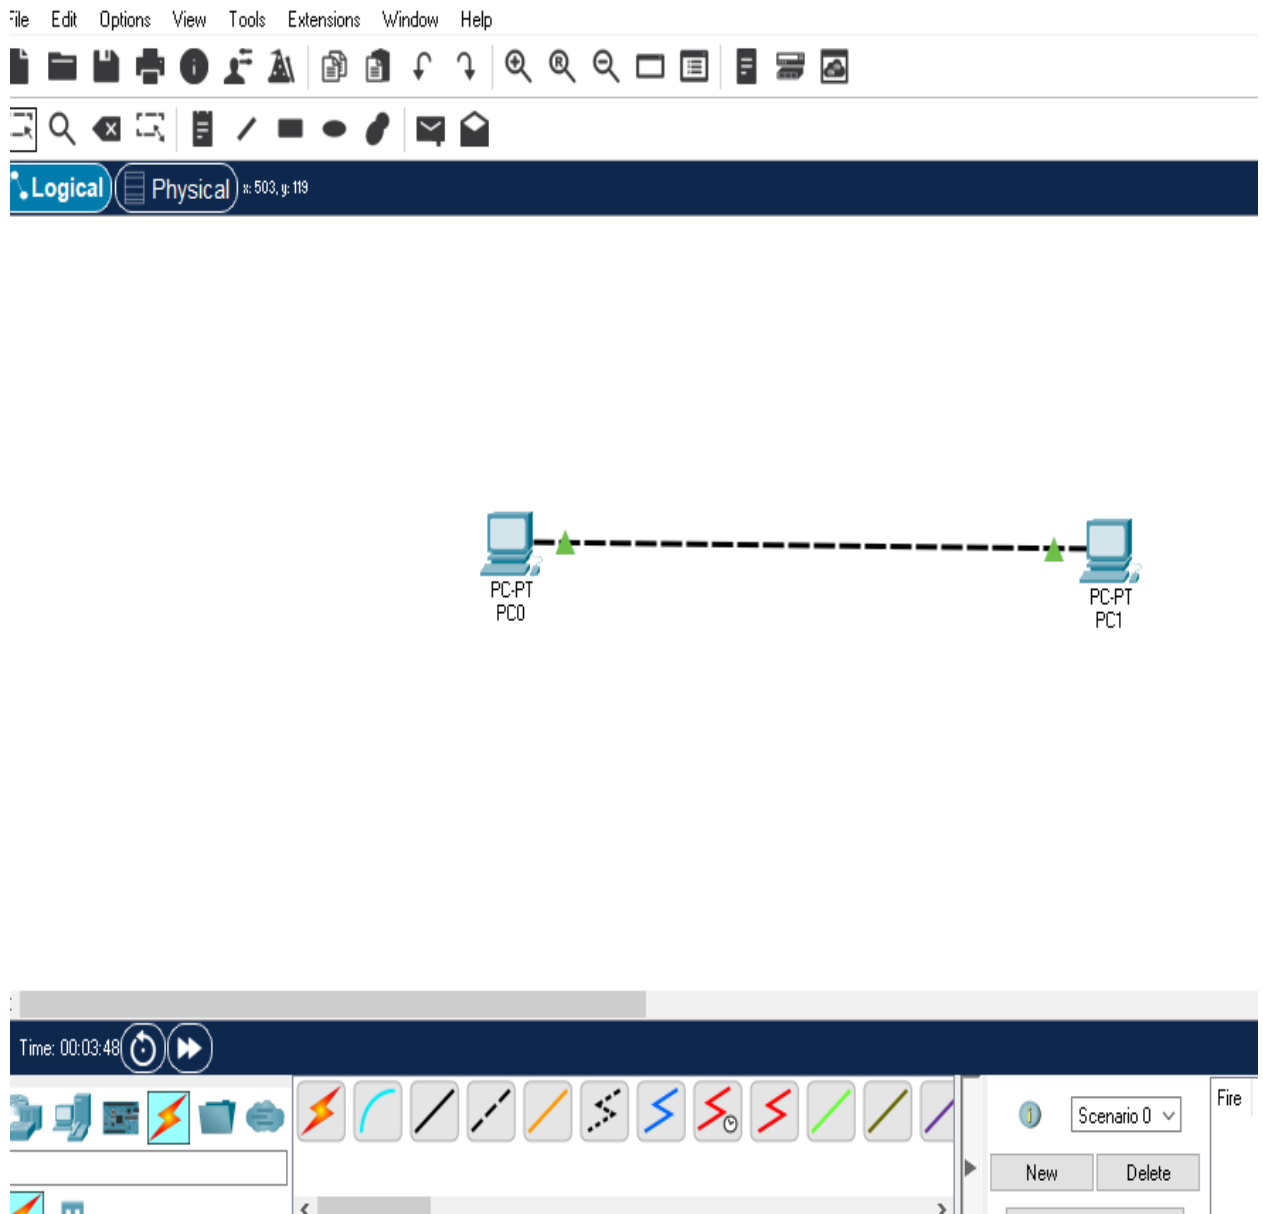 File Edit Options View Tools Extensions Window Help
Logical Physical x: 503, y: 119
PC-PT
PC0
PC-PT
PC1
Time: 00:03:48
Scenario 0
Fire
New Delete